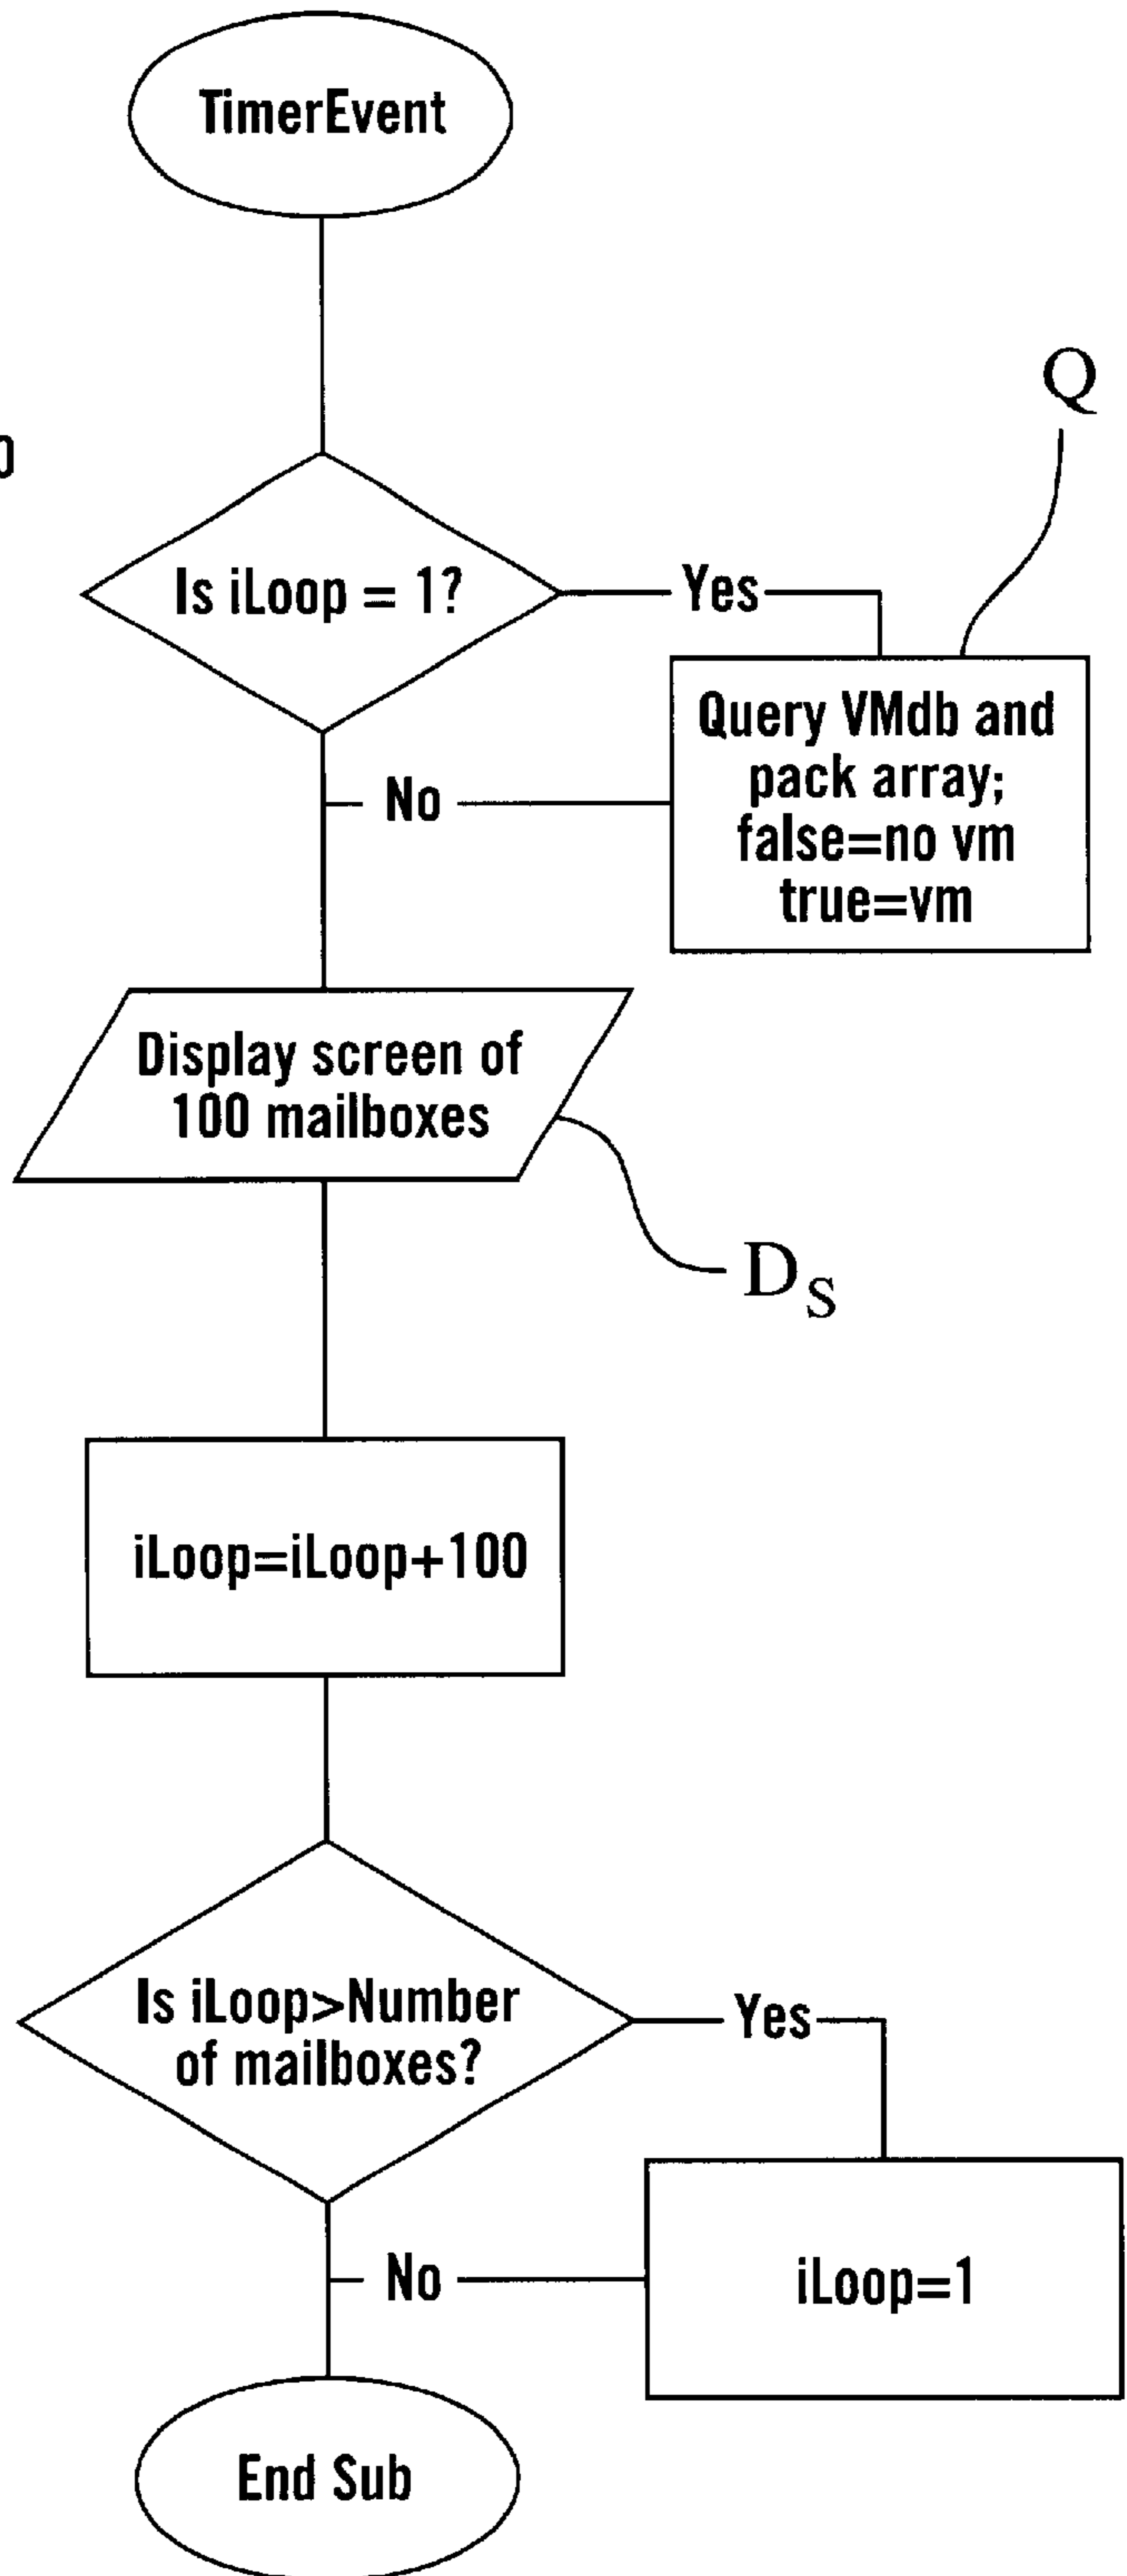 TimerEvent
Q
Is iLoop = 1?
Yes
Query VMdb and
pack array;
false=no vm
true=vm
No
Display screen of
100 mailboxes
DS
iLoop=iLoop+100
Is iLoop>Number
of mailboxes?
Yes
iLoop=1
No
End Sub